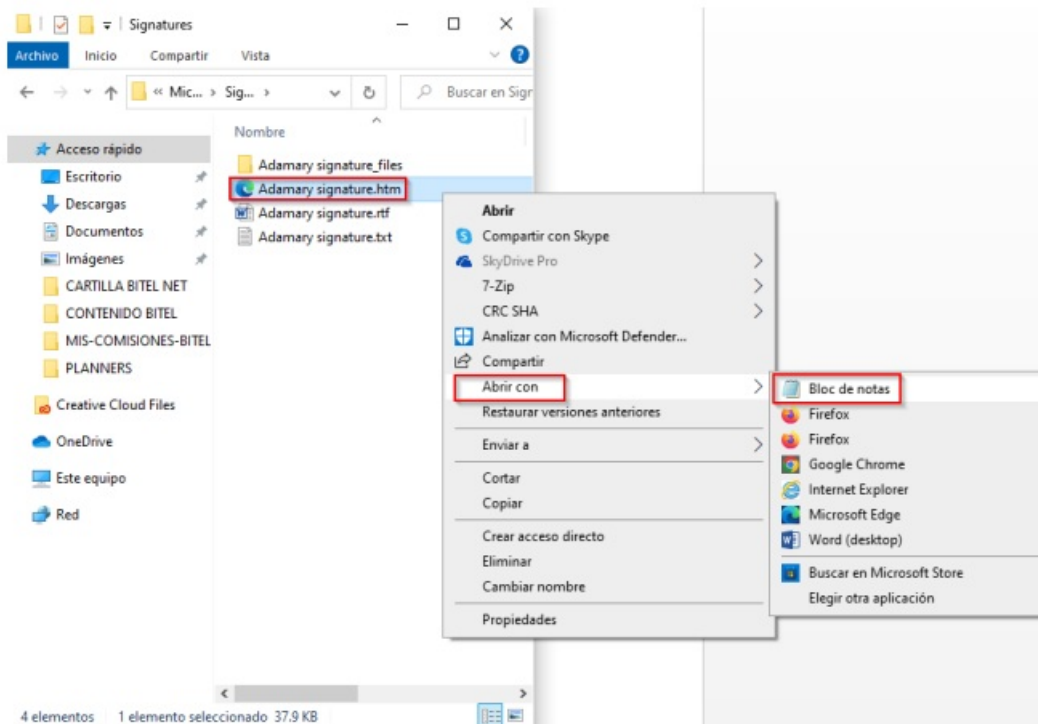 Signatures
Archivo Inicio Compartir Vista
« Mic... › Sig... › Buscar en Sigr
Nombre
Acceso rápido
Escritorio
Descargas
Documentos
Imágenes
CARTILLA BITEL NET
CONTENIDO BITEL
MIS-COMISIONES-BITEL
PLANNERS
Creative Cloud Files
OneDrive
Este equipo
Red
Adamary signature_files
Adamary signature.htm
Adamary signature.rtf
Adamary signature.txt
Abrir
Compartir con Skype
SkyDrive Pro
7-Zip
CRC SHA
Analizar con Microsoft Defender...
Compartir
Abrir con
Restaurar versiones anteriores
Enviar a
Cortar
Copiar
Crear acceso directo
Eliminar
Cambiar nombre
Propiedades
Bloc de notas
Firefox
Firefox
Google Chrome
Internet Explorer
Microsoft Edge
Word (desktop)
Buscar en Microsoft Store
Elegir otra aplicación
4 elementos 1 elemento seleccionado 37.9 KB